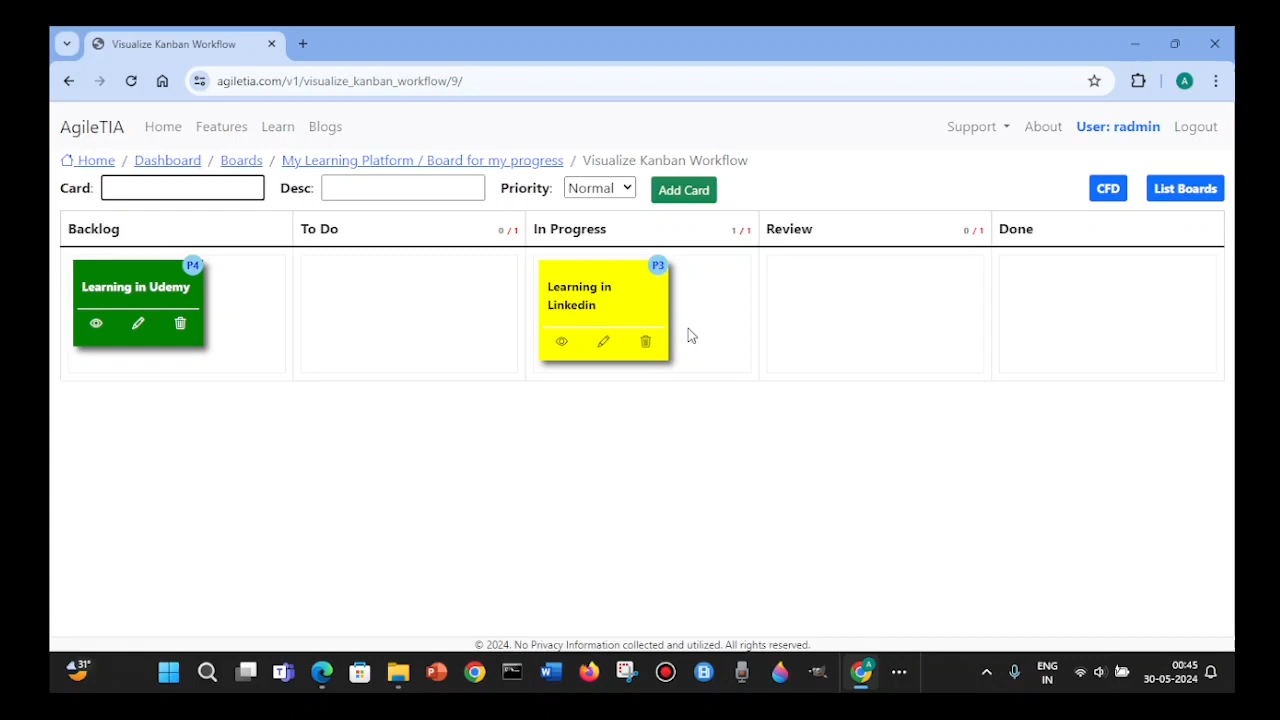 Visualize Kanban Workflow
agiletia.com/v1/visualize_kanban_workflow/9/
A
AgileTIA Home Features Learn Blogs Support About User: radmin Logout
Home / Dashboard / Boards / My Learning Platform / Board for my progress / Visualize Kanban Workflow
Card: Desc: Priority: Normal Add Card CFD List Boards
Backlog To Do 0 / 1 In Progress 1 / 1 Review 0 / 1 Done
P4 P3
Learning in Udemy
Learning in
Linkedin
© 2024. No Privacy Information collected and utilized. All rights reserved.
31°
ENG
IN
00:45
30-05-2024